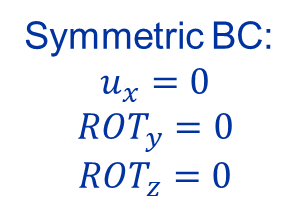 Symmetric BC:
$u_x = 0$
$ROT_y = 0$
$ROT_z = 0$